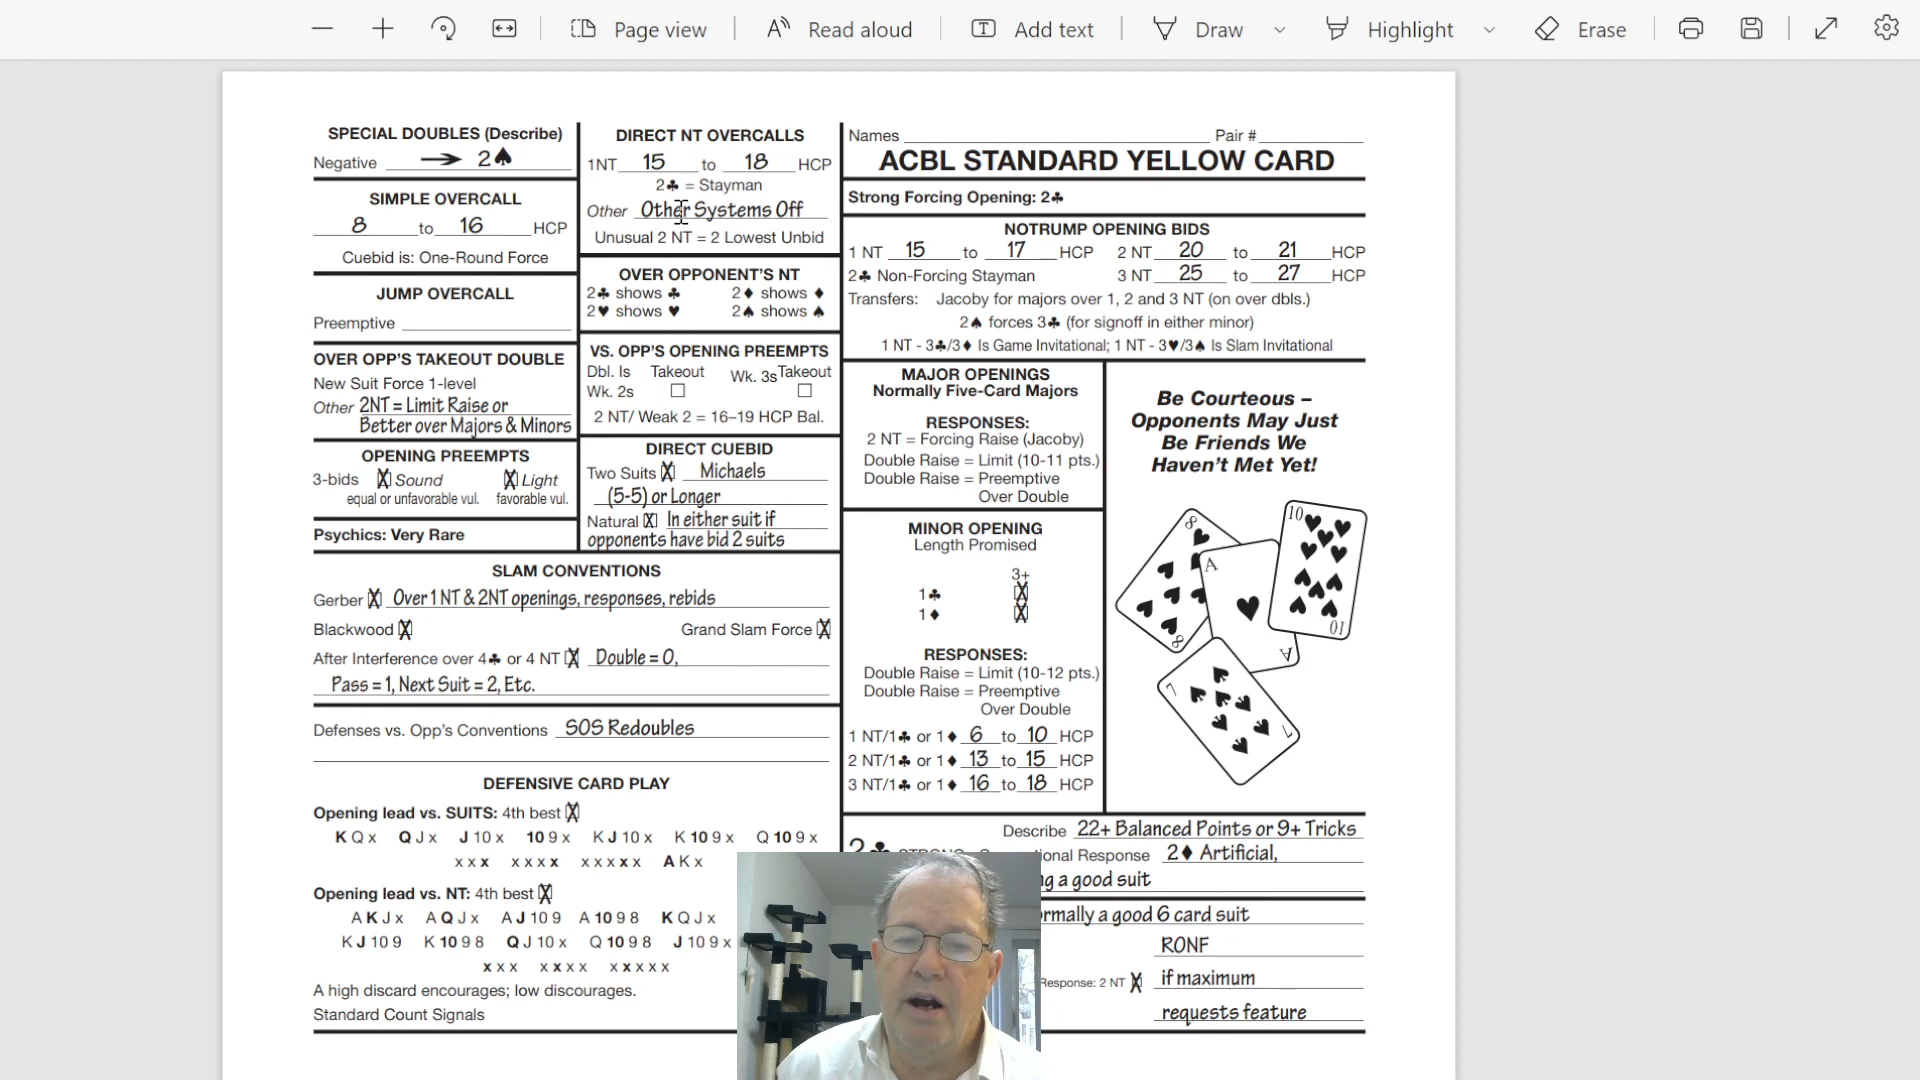 Page view
Read aloud
Add text
Draw
Highlight
Erase
SPECIAL DOUBLES (Describe)
Negative → 2♠
SIMPLE OVERCALL
8 to 16 HCP
Cuebid is: One-Round Force
JUMP OVERCALL
Preemptive
OVER OPP'S TAKEOUT DOUBLE
New Suit Force 1-level
Other 2NT = Limit Raise or
Better over Majors & Minors
OPENING PREEMPTS
3-bids Sound Light
equal or unfavorable vul. favorable vul.
Psychics: Very Rare
DIRECT NT OVERCALLS
1NT 15 to 18 HCP
2♣ = Stayman
Other Other Systems Off
Unusual 2 NT = 2 Lowest Unbid
OVER OPPONENT'S NT
2♣ shows ♣ 2♦ shows ♦
2♥ shows ♥ 2♠ shows ♠
VS. OPP'S OPENING PREEMPTS
Dbl. Is Takeout Wk. 3s Takeout
Wk. 2s
2 NT/ Weak 2 = 16–19 HCP Bal.
DIRECT CUEBID
Two Suits Michaels
(5-5) or Longer
Natural In either suit if
opponents have bid 2 suits
SLAM CONVENTIONS
Gerber Over 1 NT & 2NT openings, responses, rebids
Blackwood Grand Slam Force
After Interference over 4♣ or 4 NT Double = 0,
Pass = 1, Next Suit = 2, Etc.
Defenses vs. Opp's Conventions SOS Redoubles
DEFENSIVE CARD PLAY
Opening lead vs. SUITS: 4th best
K Q x Q J x J 10 x 10 9 x K J 10 x K 10 9 x Q 10 9 x
x x x x x x x x x x x x A K x
Opening lead vs. NT: 4th best
A K J x A Q J x A J 10 9 A 10 9 8 K Q J x
K J 10 9 K 10 9 8 Q J 10 x Q 10 9 8 J 10 9 x
x x x x x x x x x x x x
A high discard encourages; low discourages.
Standard Count Signals
Names Pair #
ACBL STANDARD YELLOW CARD
Strong Forcing Opening: 2♣
NOTRUMP OPENING BIDS
1 NT 15 to 17 HCP 2 NT 20 to 21 HCP
2♣ Non-Forcing Stayman 3 NT 25 to 27 HCP
Transfers: Jacoby for majors over 1, 2 and 3 NT (on over dbls.)
2♠ forces 3♣ (for signoff in either minor)
1 NT - 3♣/3♦ Is Game Invitational; 1 NT - 3♥/3♠ Is Slam Invitational
MAJOR OPENINGS
Normally Five-Card Majors
RESPONSES:
2 NT = Forcing Raise (Jacoby)
Double Raise = Limit (10-11 pts.)
Double Raise = Preemptive
Over Double
MINOR OPENING
Length Promised
3+
1♣
1♦
RESPONSES:
Double Raise = Limit (10-12 pts.)
Double Raise = Preemptive
Over Double
1 NT/1♣ or 1♦ 6 to 10 HCP
2 NT/1♣ or 1♦ 13 to 15 HCP
3 NT/1♣ or 1♦ 16 to 18 HCP
Be Courteous –
Opponents May Just
Be Friends We
Haven't Met Yet!
8
8
A
A
10
10
7
7
Describe 22+ Balanced Points or 9+ Tricks
2♣ Response 2♦ Artificial,
a good suit
a good 6 card suit
RONF
Response: 2 NT if maximum
requests feature